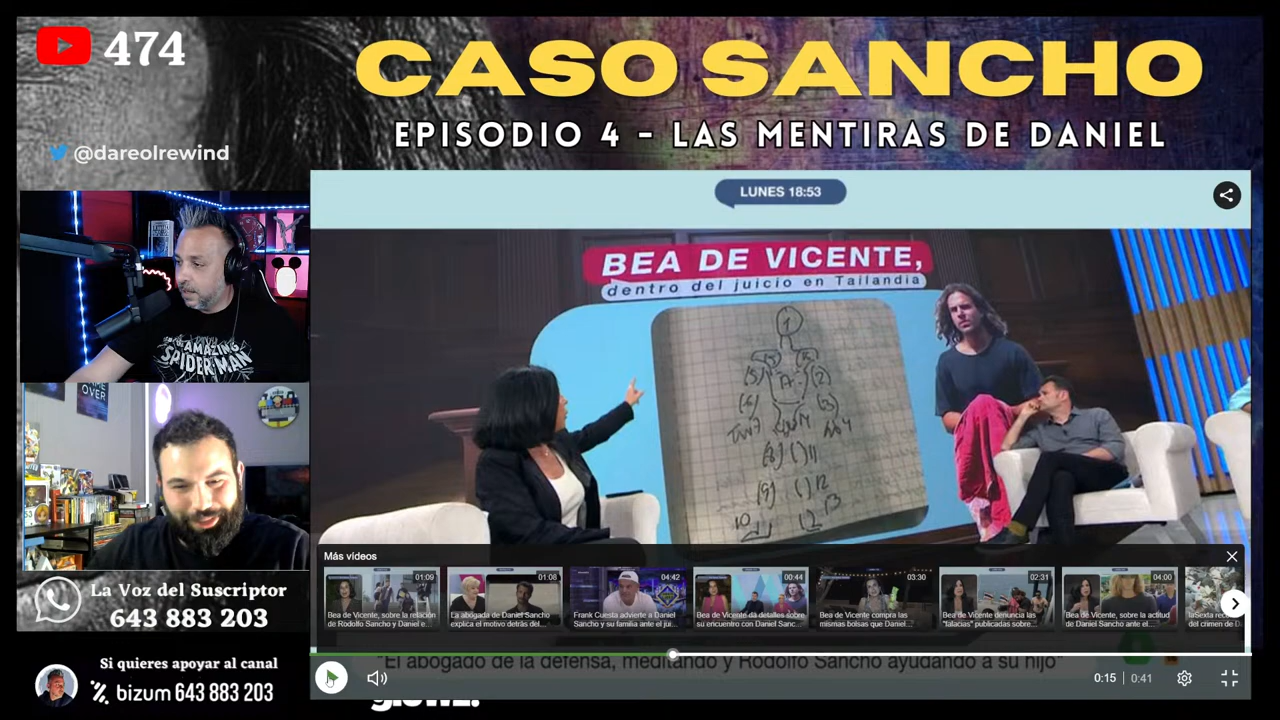 474
CASO SANCHO
EPISODIO 4 - LAS MENTIRAS DE DANIEL
@dareolrewind
LUNES 18:53
BEA DE VICENTE,
dentro del juicio en Tailandia
THE AMAZING
SPIDER-MAN
OVER
Más vídeos
01:09
Bea de Vicente, sobre la relación
de Rodolfo Sancho y Daniel e...
01:08
La abogada de Daniel Sancho
explica el motivo detrás del...
04:42
Frank Cuesta advierte a Daniel
Sancho y su familia ante el jui...
00:44
Bea de Vicente da detalles sobre
su encuentro con Daniel Sanc...
03:30
Bea de Vicente compra las
mismas bolsas que Daniel...
02:31
Bea de Vicente denuncia las
"falacias" publicadas sobre...
04:00
Bea de Vicente, sobre la actitud
de Daniel Sancho ante el...
laSexta rec
del crimen de D
"El abogado de la defensa, meditando y Rodolfo Sancho ayudando a su hijo"
0:15 0:41
La Voz del Suscriptor
643 883 203
Si quieres apoyar al canal
bizum 643 883 203